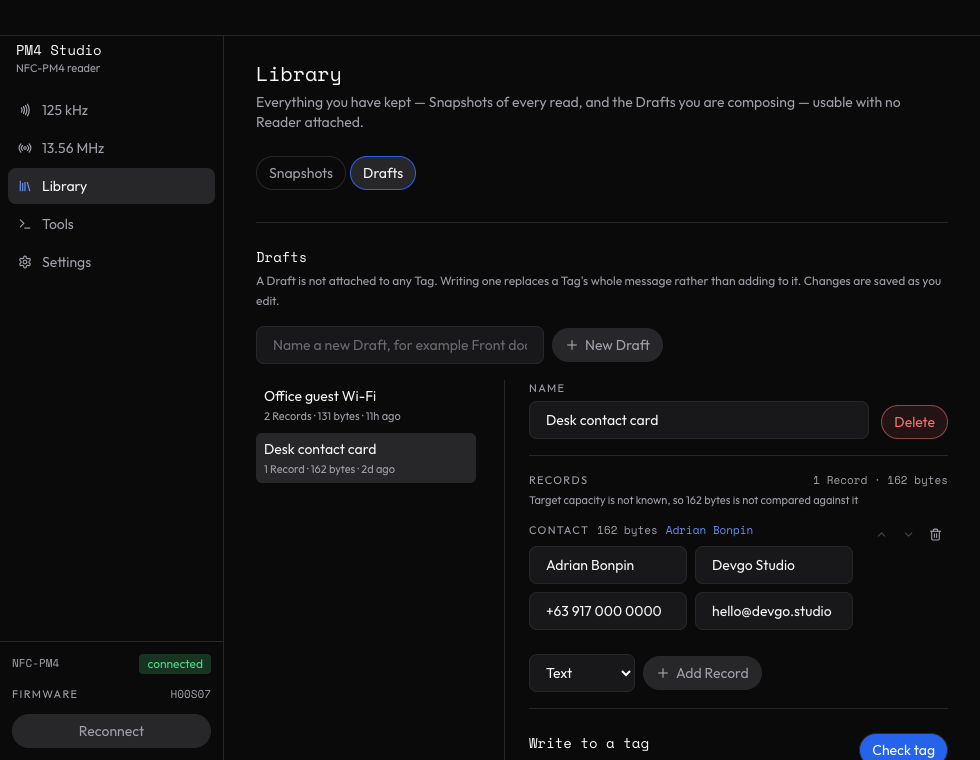 PM4 Studio
NFC-PM4 reader
125 kHz
13.56 MHz
Library
Tools
Settings
NFC-PM4
connected
FIRMWARE
H00S07
Reconnect
Library
Everything you have kept — Snapshots of every read, and the Drafts you are composing — usable with no
Reader attached.
Snapshots
Drafts
Drafts
A Draft is not attached to any Tag. Writing one replaces a Tag's whole message rather than adding to it. Changes are saved as you
edit.
Name a new Draft, for example Front
+ New Draft
Office guest Wi-Fi
2 Records · 131 bytes · 11h ago
Desk contact card
1 Record · 162 bytes · 2d ago
NAME
Desk contact card
Delete
RECORDS
1 Record · 162 bytes
Target capacity is not known, so 162 bytes is not compared against it
CONTACT 162 bytes Adrian Bonpin
Adrian Bonpin
Devgo Studio
+63 917 000 0000
hello@devgo.studio
Text
+ Add Record
Write to a tag
Check tag